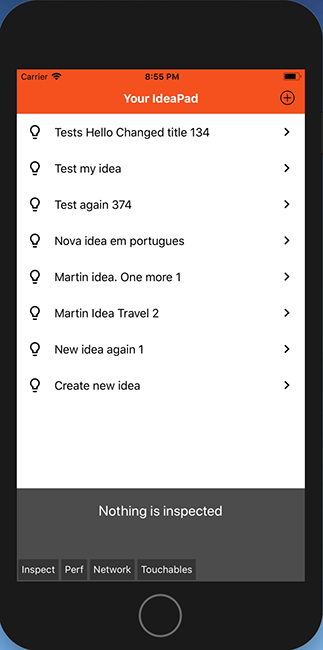 Carrier 8:55 PM
Your IdeaPad
Tests Hello Changed title 134
Test my idea
Test again 374
Nova idea em portugues
Martin idea. One more 1
Martin Idea Travel 2
New idea again 1
Create new idea
Nothing is inspected
Inspect Perf Network Touchables